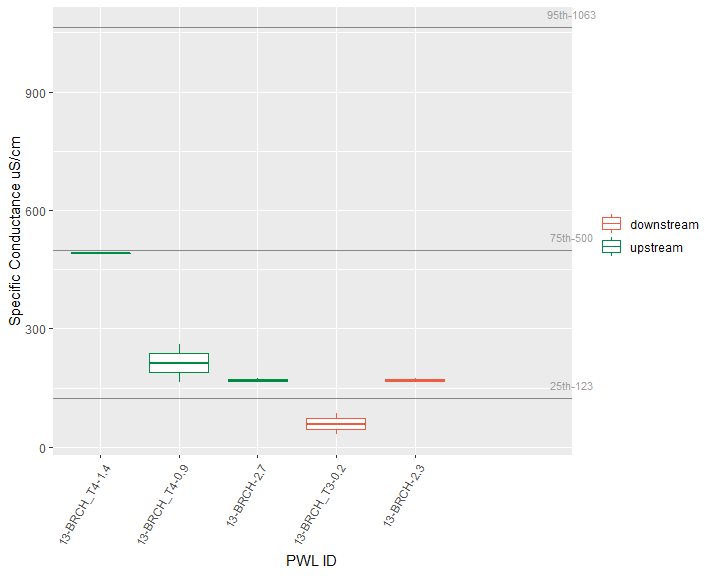 95th-1063
900
600
75th-500
300
25th-123
0
Specific Conductance uS/cm
13-BRCH_T4-1.4
13-BRCH_T4-0.9
13-BRCH-2.7
13-BRCH_T3-0.2
13-BRCH-2.3
PWL ID
downstream
upstream